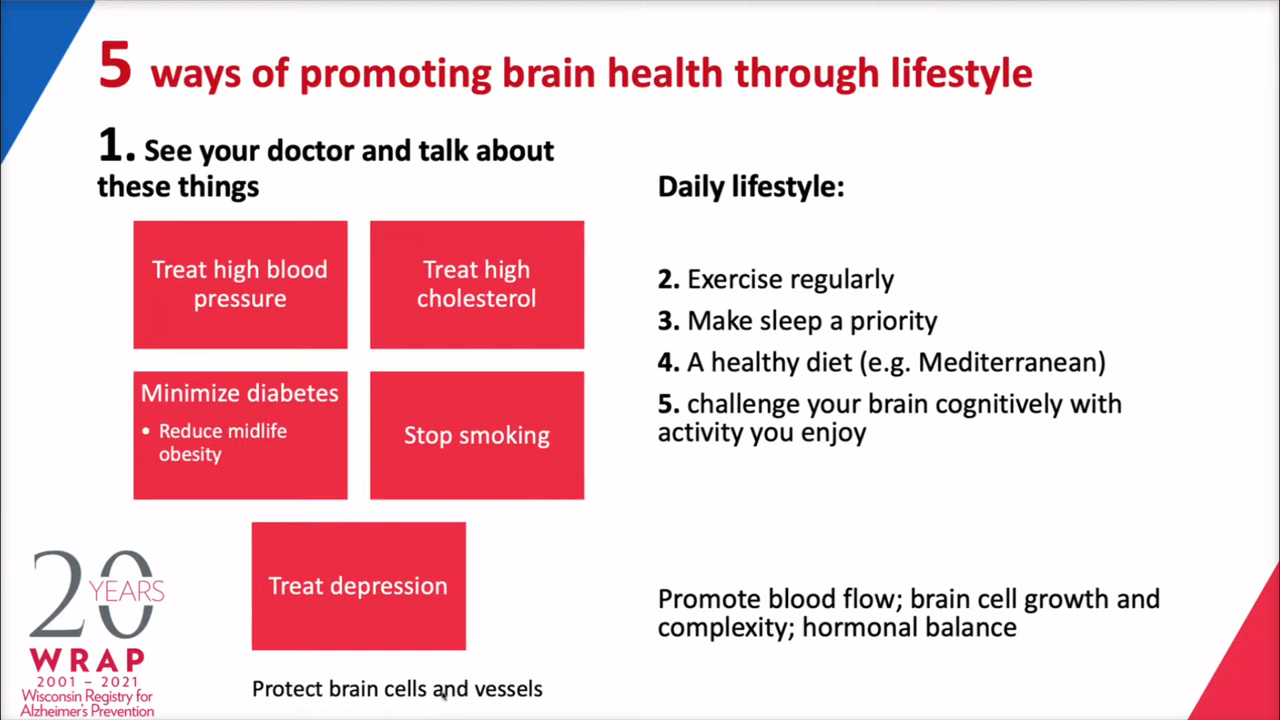 5 ways of promoting brain health through lifestyle
1. See your doctor and talk about
these things
Treat high blood
pressure
Treat high
cholesterol
Minimize diabetes
• Reduce midlife
obesity
Stop smoking
Treat depression
Protect brain cells and vessels
Daily lifestyle:
2. Exercise regularly
3. Make sleep a priority
4. A healthy diet (e.g. Mediterranean)
5. challenge your brain cognitively with
activity you enjoy
Promote blood flow; brain cell growth and
complexity; hormonal balance
20
YEARS
WRAP
2001 – 2021
Wisconsin Registry for
Alzheimer's Prevention